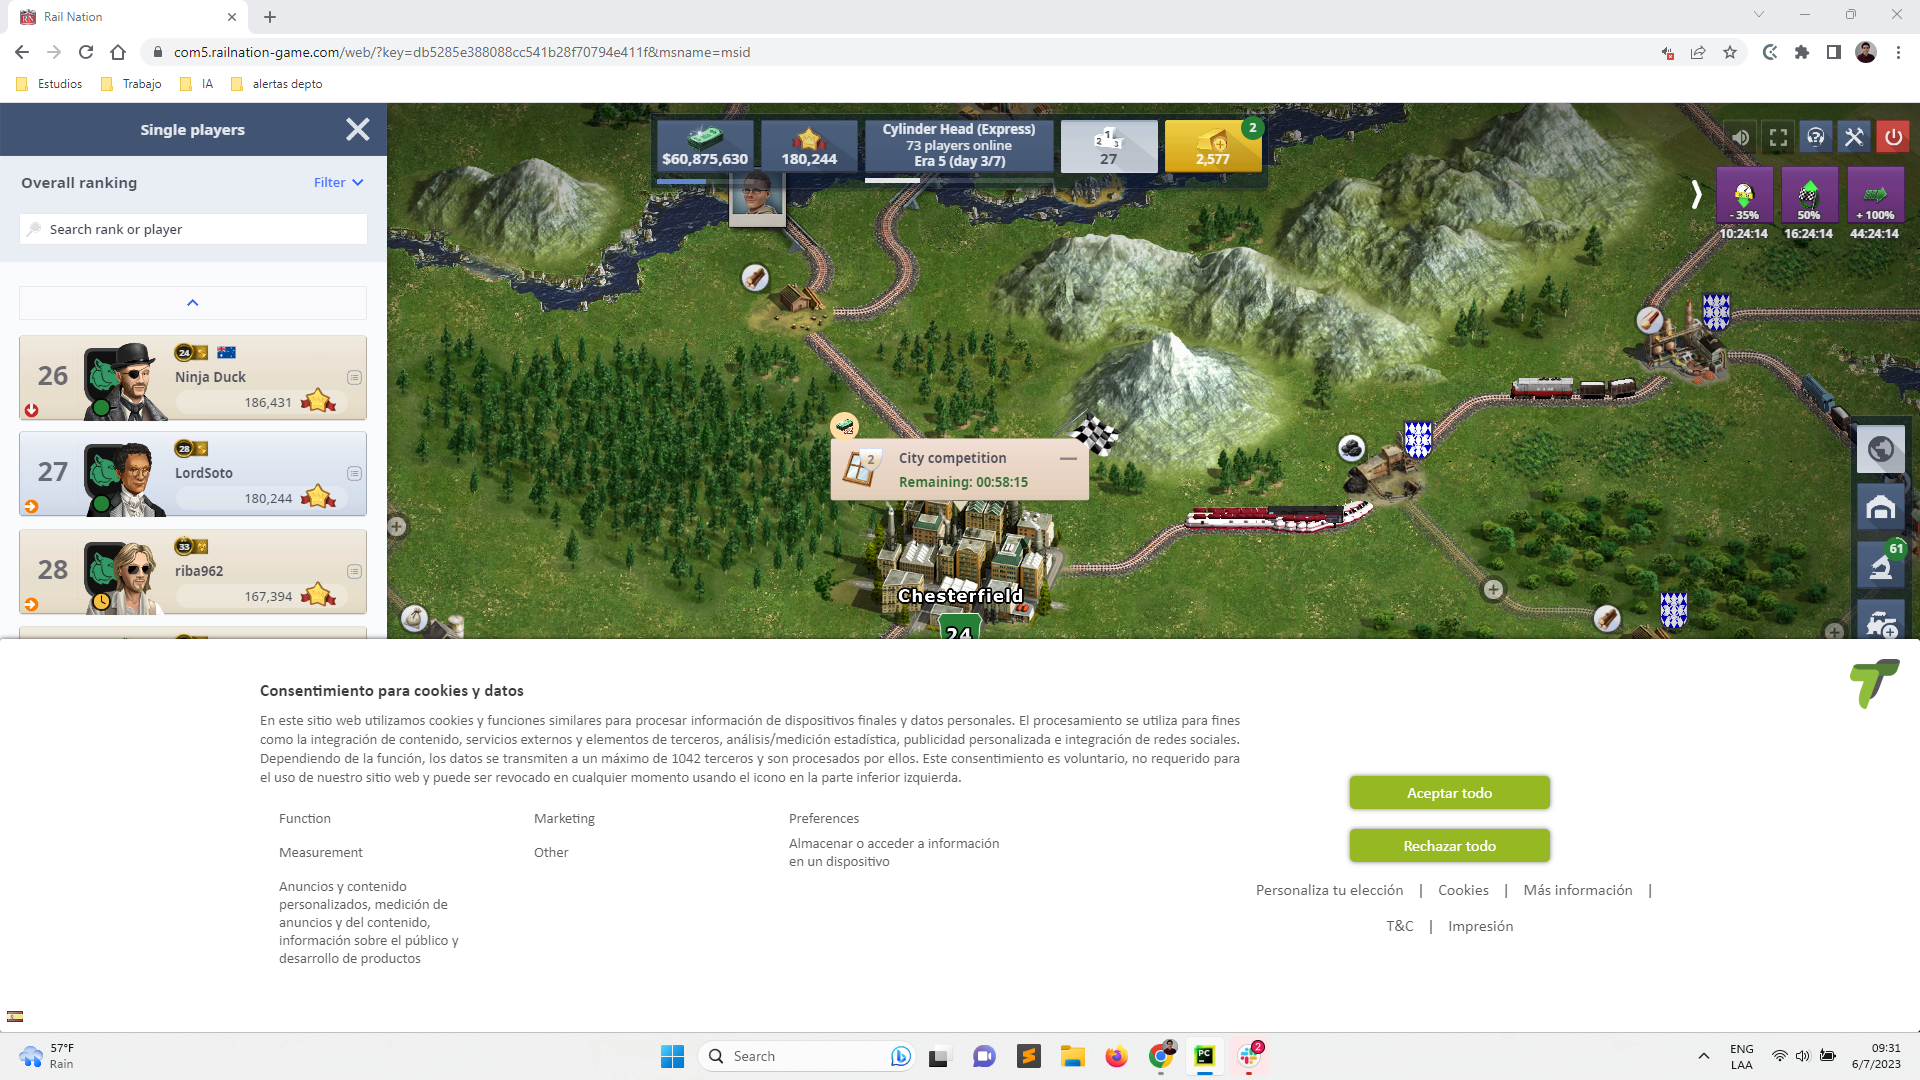 Rail Nation
com5.railnation-game.com/web/?key=db5285e388088cc541b28f70794e411f&msname=msid
Estudios
Trabajo
IA
alertas depto
Single players
Overall ranking
Filter
Search rank or player
26
24
Ninja Duck
186,431
27
28
LordSoto
180,244
28
33
riba962
167,394
$60,875,630
180,244
Cylinder Head (Express)
73 players online
Era 5 (day 3/7)
1
2
3
27
2
2,577
- 35%
50%
+ 100%
10:24:14
16:24:14
44:24:14
x2
2
City competition
Remaining: 00:58:15
Chesterfield
24
61
Consentimiento para cookies y datos
En este sitio web utilizamos cookies y funciones similares para procesar información de dispositivos finales y datos personales. El procesamiento se utiliza para fines
como la integración de contenido, servicios externos y elementos de terceros, análisis/medición estadística, publicidad personalizada e integración de redes sociales.
Dependiendo de la función, los datos se transmiten a un máximo de 1042 terceros y son procesados por ellos. Este consentimiento es voluntario, no requerido para
el uso de nuestro sitio web y puede ser revocado en cualquier momento usando el icono en la parte inferior izquierda.
Function
Marketing
Preferences
Measurement
Other
Almacenar o acceder a información
en un dispositivo
Anuncios y contenido
personalizados, medición de
anuncios y del contenido,
información sobre el público y
desarrollo de productos
Aceptar todo
Rechazar todo
Personaliza tu elección | Cookies | Más información |
T&C | Impresión
57°F
Rain
Search
PC
2
ENG
LAA
09:31
6/7/2023